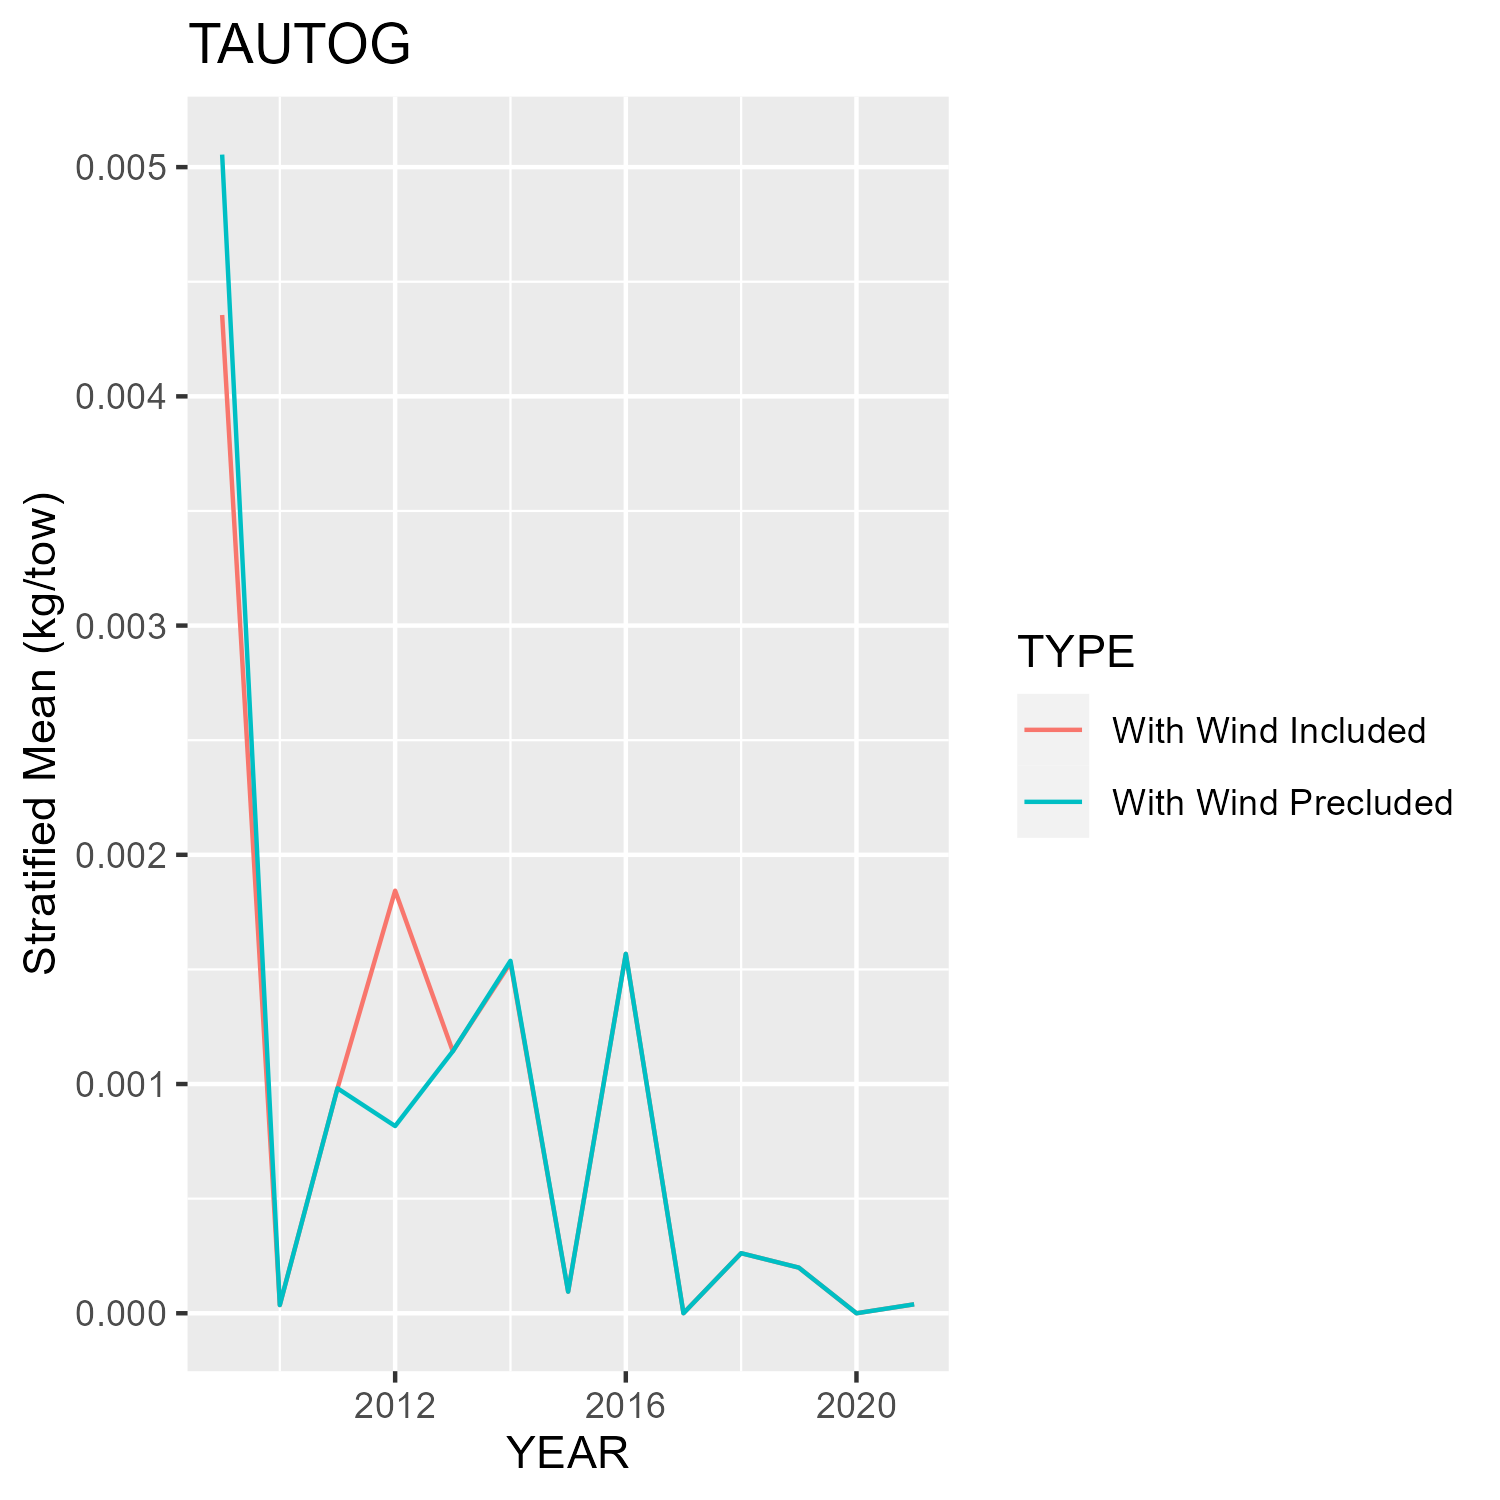 TAUTOG
0.005
0.004
0.003
0.002
0.001
0.000
Stratified Mean (kg/tow)
2012
2016
2020
YEAR
TYPE
With Wind Included
With Wind Precluded